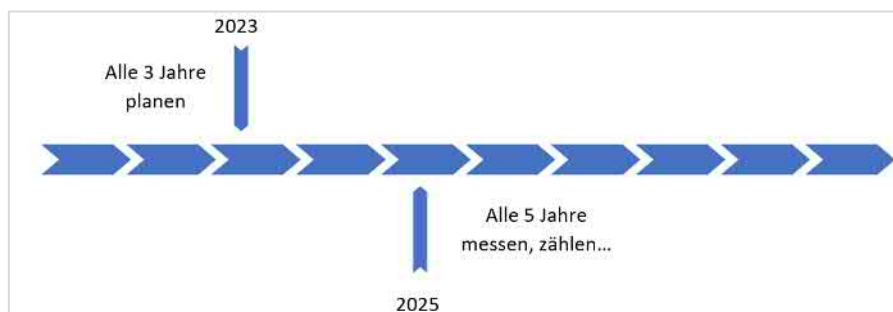 2023
Alle 3 Jahre
planen
Alle 5 Jahre
messen, zählen...
2025